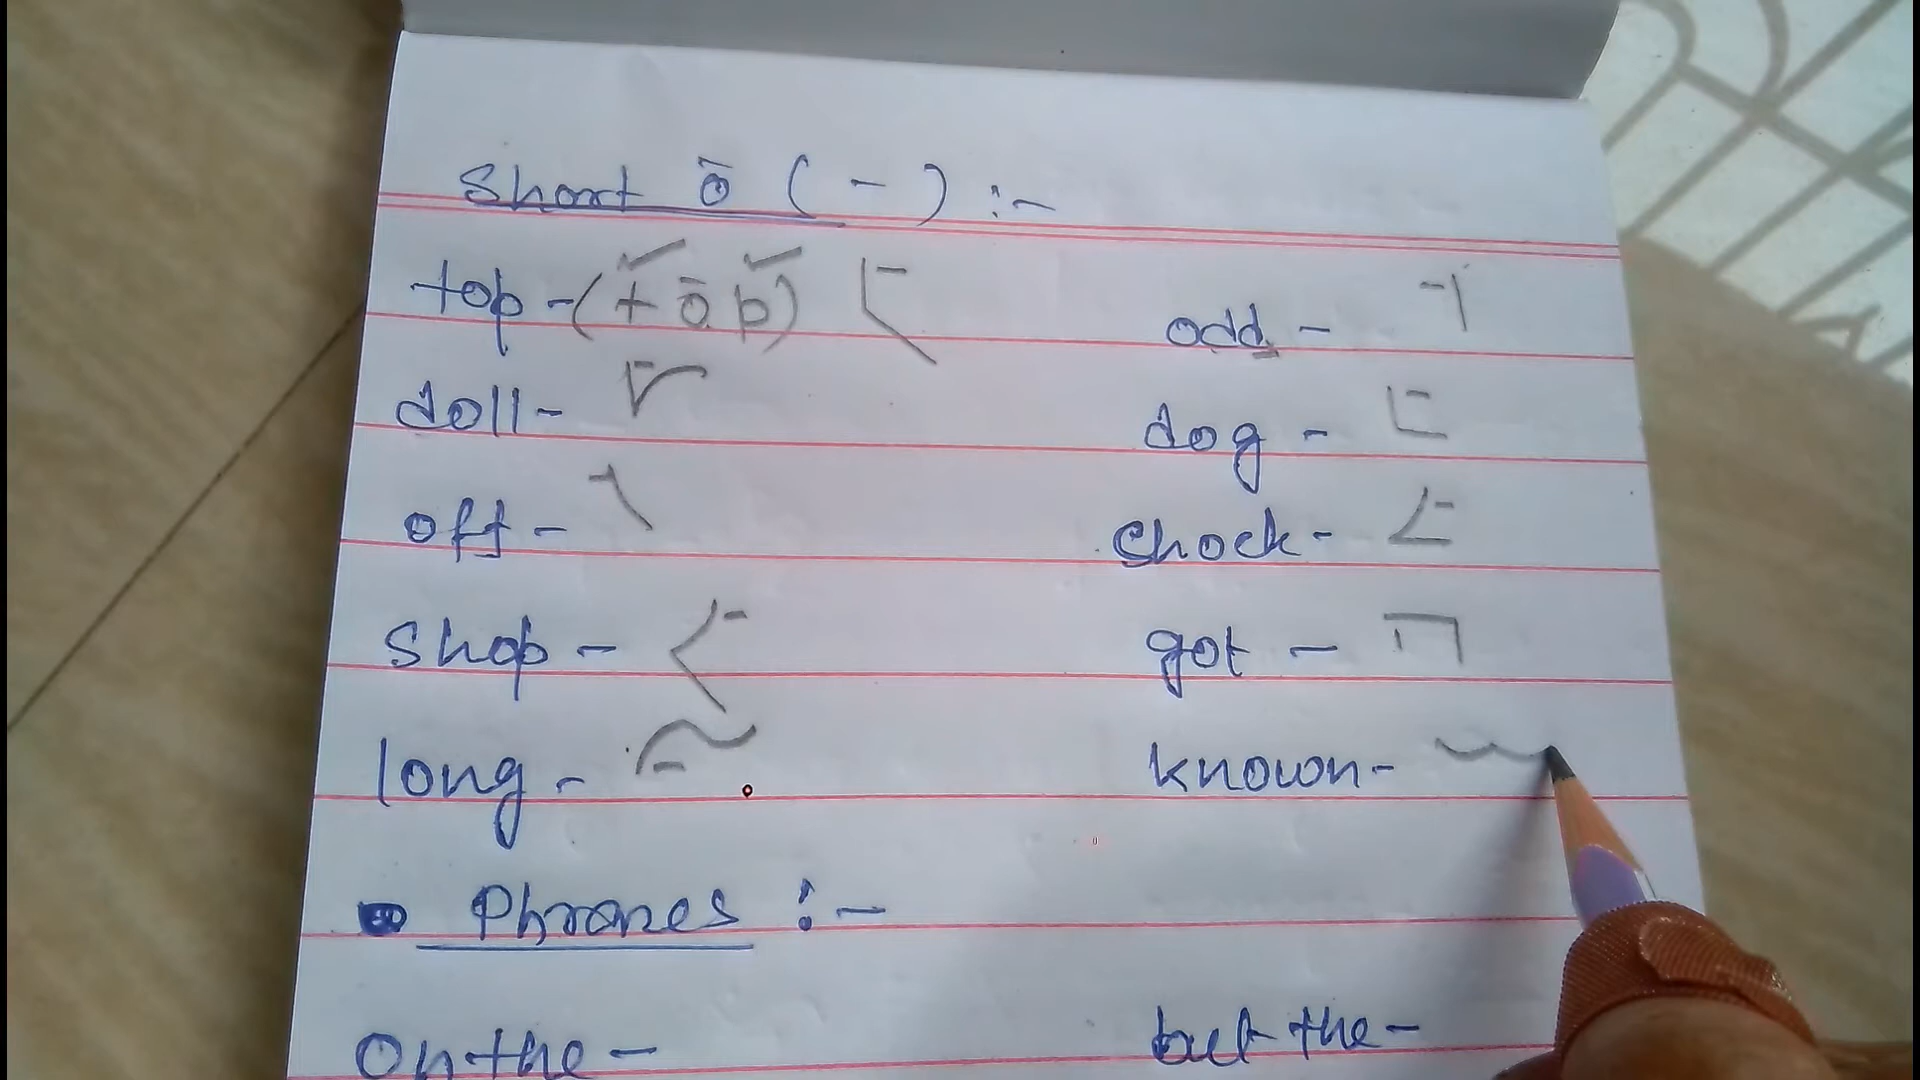 Short ō ( - ) :-
top - (t ō p)
odd -
doll -
dog -
off -
Shock -
Shop -
got -
long -
known -
Phrases :-
On the -
but the -